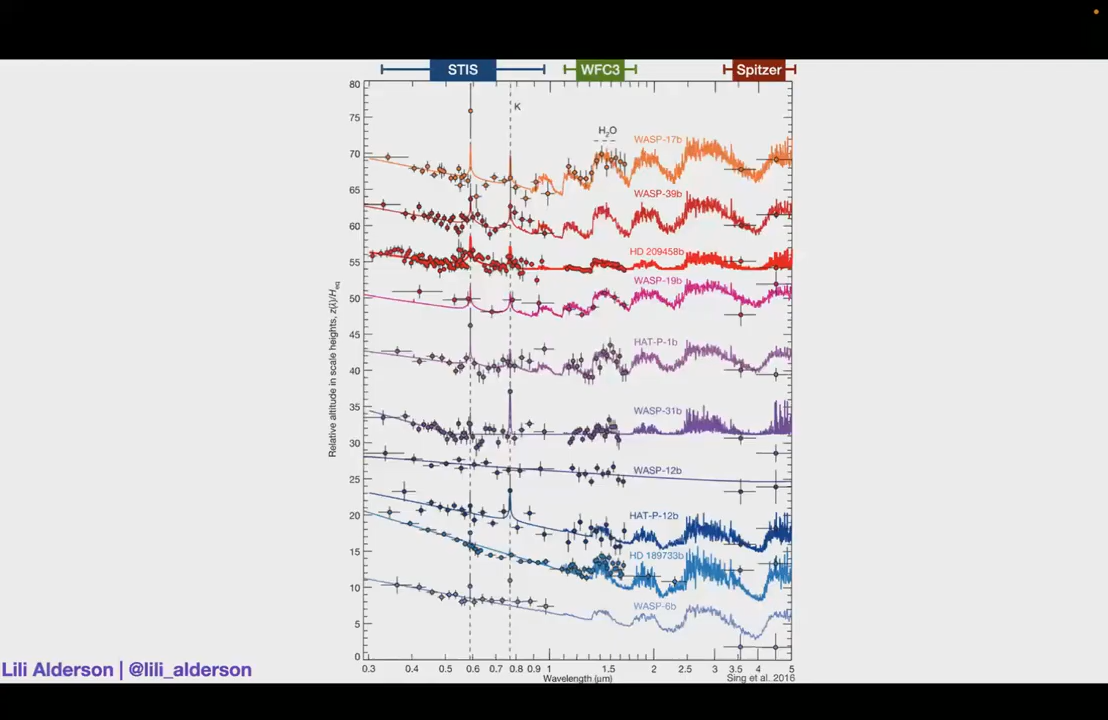 STIS WFC3 Spitzer
80
K
75
H2O
WASP-17b
70
65
WASP-39b
60
HD 209458b
55
WASP-19b
50
45
HAT-P-1b
40
35
WASP-31b
30
WASP-12b
25
HAT-P-12b
20
15
HD 189733b
10
WASP-6b
5
0
Relative altitude in scale heights, z(λ)/Heq
0.3 0.4 0.5 0.6 0.7 0.8 0.9 1 1.5 2 2.5 3 3.5 4 5
Wavelength (μm)
Sing et al. 2016
Lili Alderson | @lili_alderson